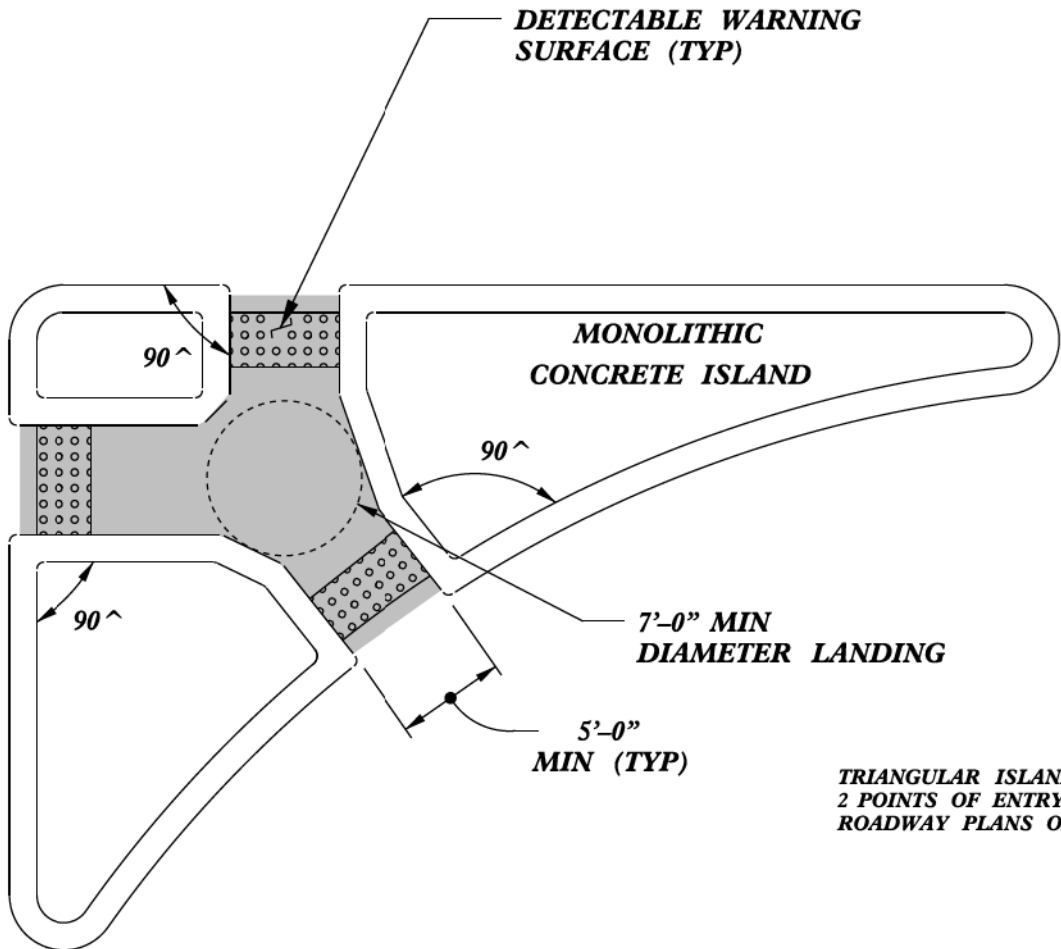 DETECTABLE WARNING
SURFACE (TYP)
90^
MONOLITHIC
CONCRETE ISLAND
90^
90^
7'–0" MIN
DIAMETER LANDING
5'–0"
MIN (TYP)
TRIANGULAR
2 POINTS OF ENTRY
ROADWAY PLANS